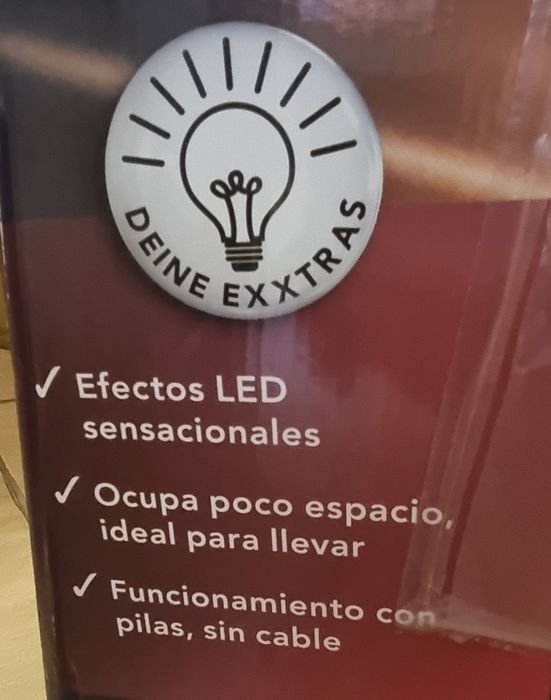 DEINE EXXTRAS
✓ Efectos LED
sensacionales
✓ Ocupa poco espacio,
ideal para llevar
✓ Funcionamiento con
pilas, sin cable